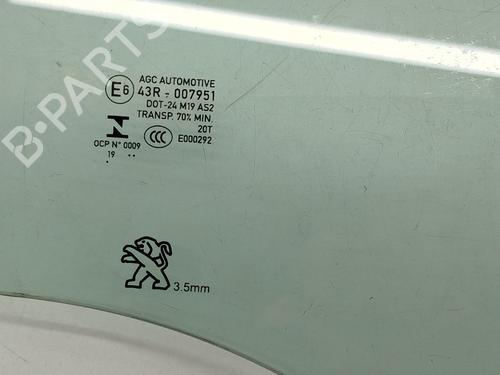 B-PARTS
AGC AUTOMOTIVE
E6 43R - 007951
DOT-24 M19 AS2
TRANSP. 70% MIN.
20T
CCC E000292
OCP N° 0009
19
3.5mm